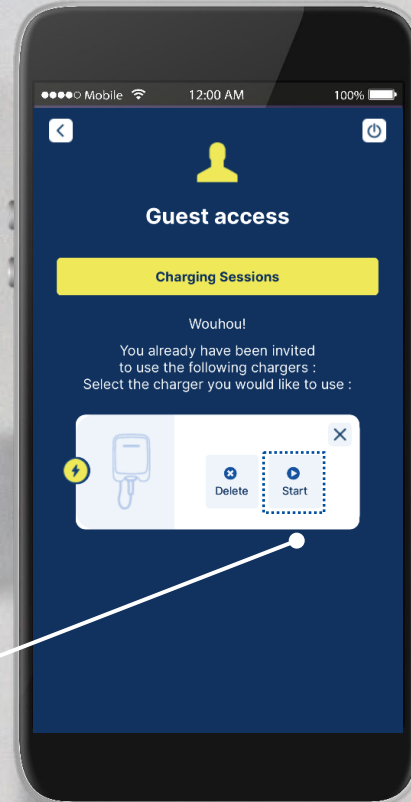 Mobile 12:00 AM 100%
Guest access
Charging Sessions
Wouhou!
You already have been invited
to use the following chargers :
Select the charger you would like to use :
Delete Start